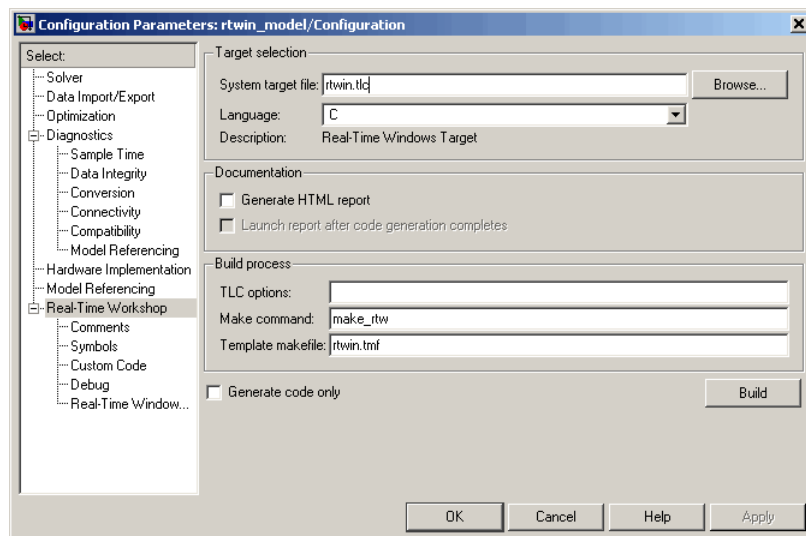 Configuration Parameters: rtwin_model/Configuration
Select:
Solver
Data Import/Export
Optimization
Diagnostics
Sample Time
Data Integrity
Conversion
Connectivity
Compatibility
Model Referencing
Hardware Implementation
Model Referencing
Real-Time Workshop
Comments
Symbols
Custom Code
Debug
Real-Time Window...
Target selection
System target file: rtwin.tlc
Browse...
Language: C
Description: Real-Time Windows Target
Documentation
Generate HTML report
Launch report after code generation completes
Build process
TLC options:
Make command: make_rtw
Template makefile: rtwin.tmf
Generate code only
Build
OK
Cancel
Help
Apply